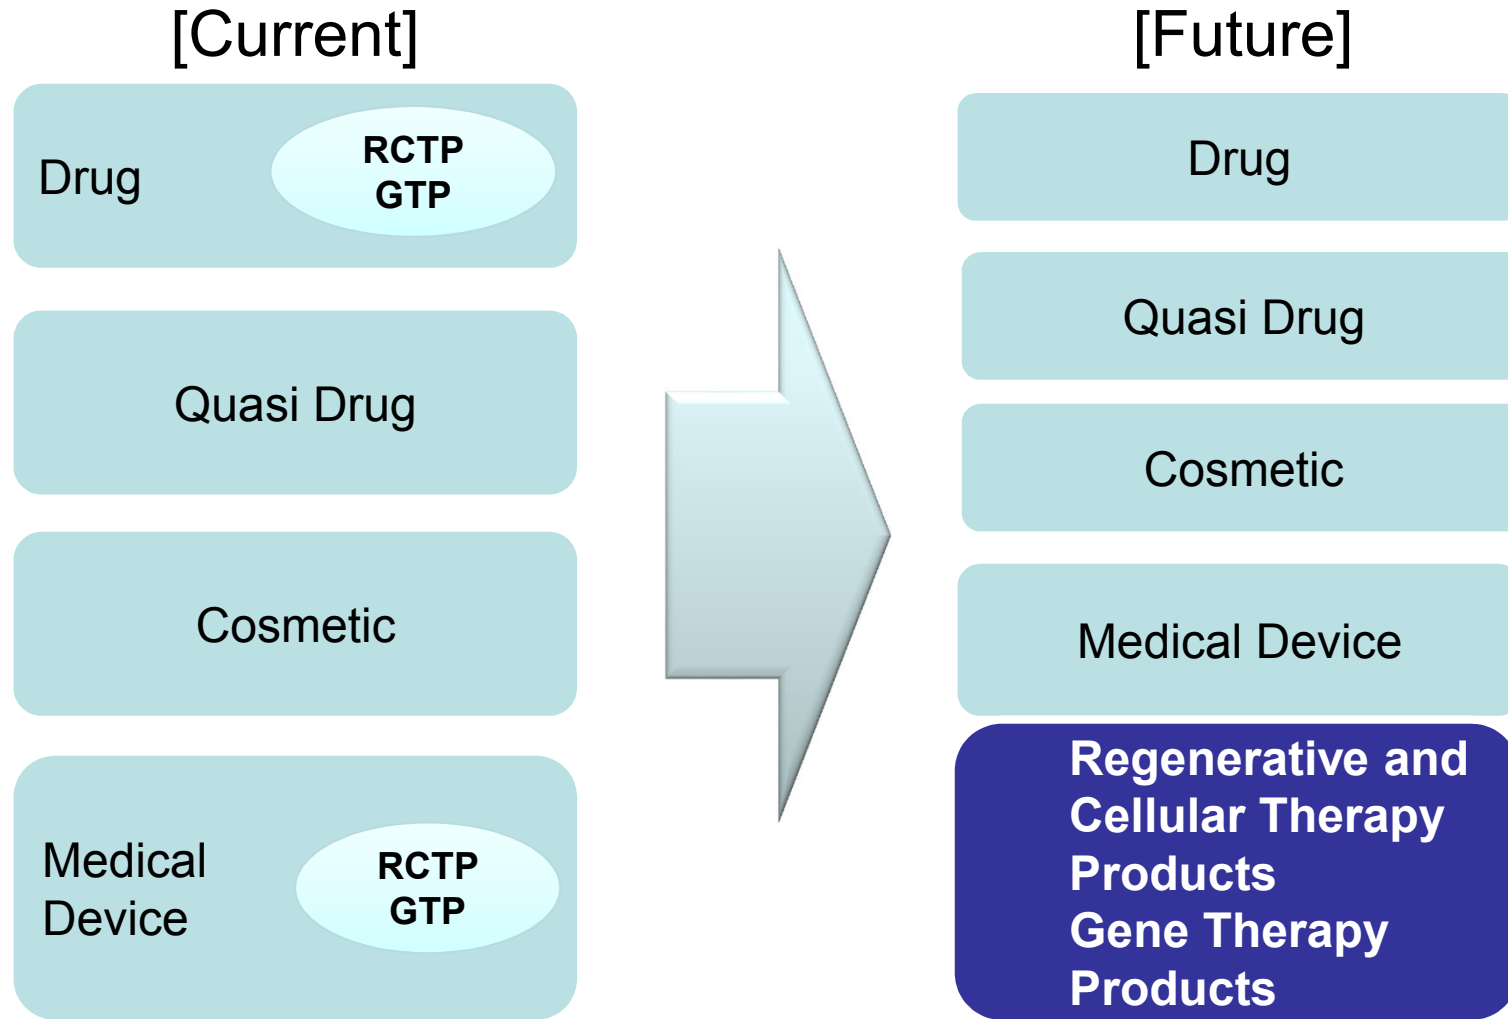 [Current]
Drug
RCTP
GTP
Quasi Drug
Cosmetic
Medical
Device
RCTP
GTP
[Future]
Drug
Quasi Drug
Cosmetic
Medical Device
Regenerative and
Cellular Therapy
Products
Gene Therapy
Products